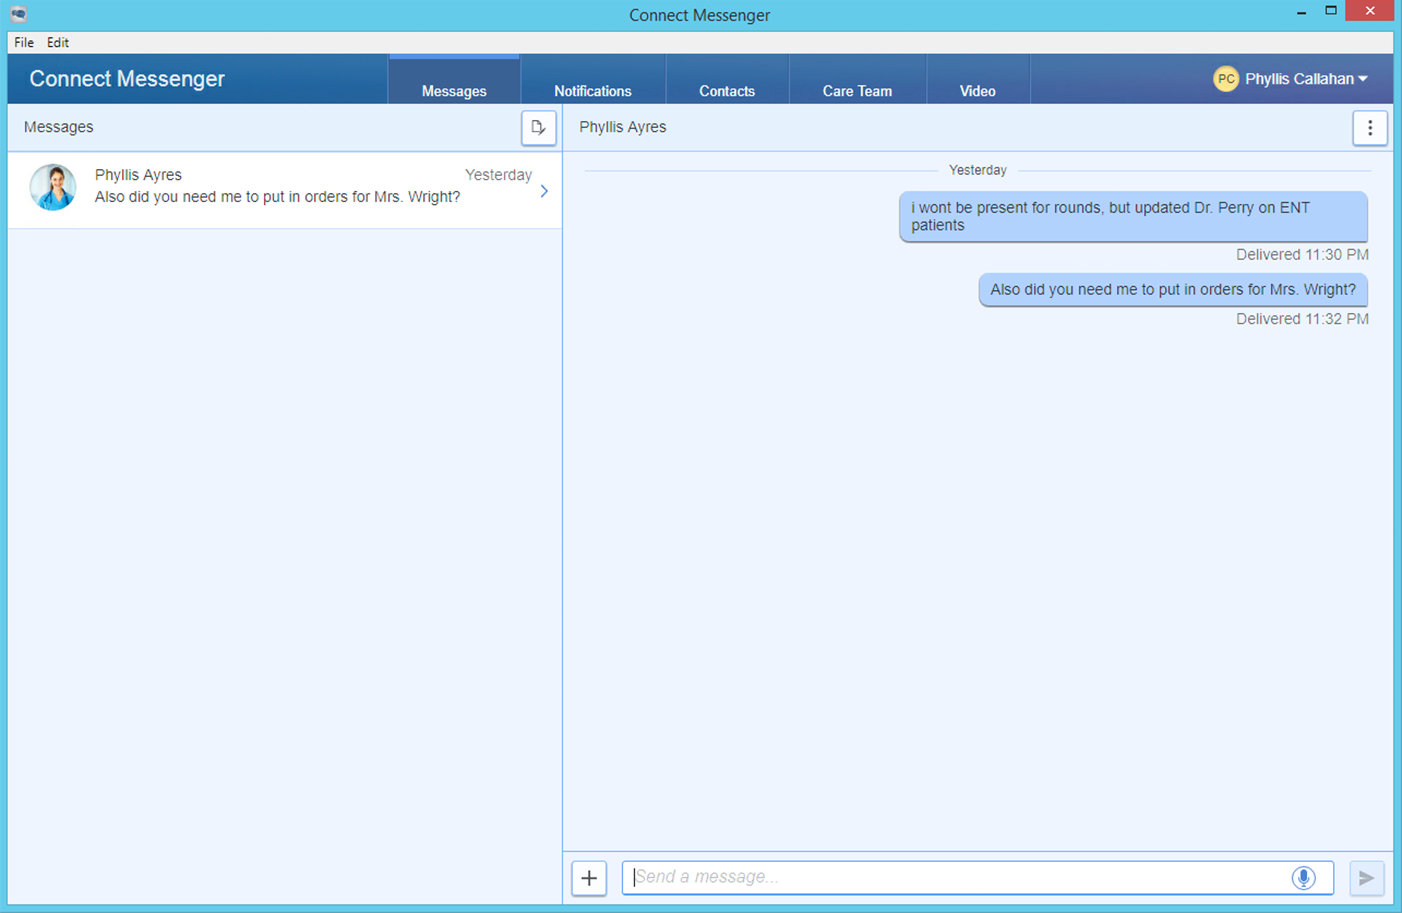 Connect Messenger
File Edit
Connect Messenger
Messages
Notifications
Contacts
Care Team
Video
PC Phyllis Callahan
Messages
Phyllis Ayres
Phyllis Ayres
Yesterday
Also did you need me to put in orders for Mrs. Wright?
Yesterday
i wont be present for rounds, but updated Dr. Perry on ENT
patients
Delivered 11:30 PM
Also did you need me to put in orders for Mrs. Wright?
Delivered 11:32 PM
Send a message...